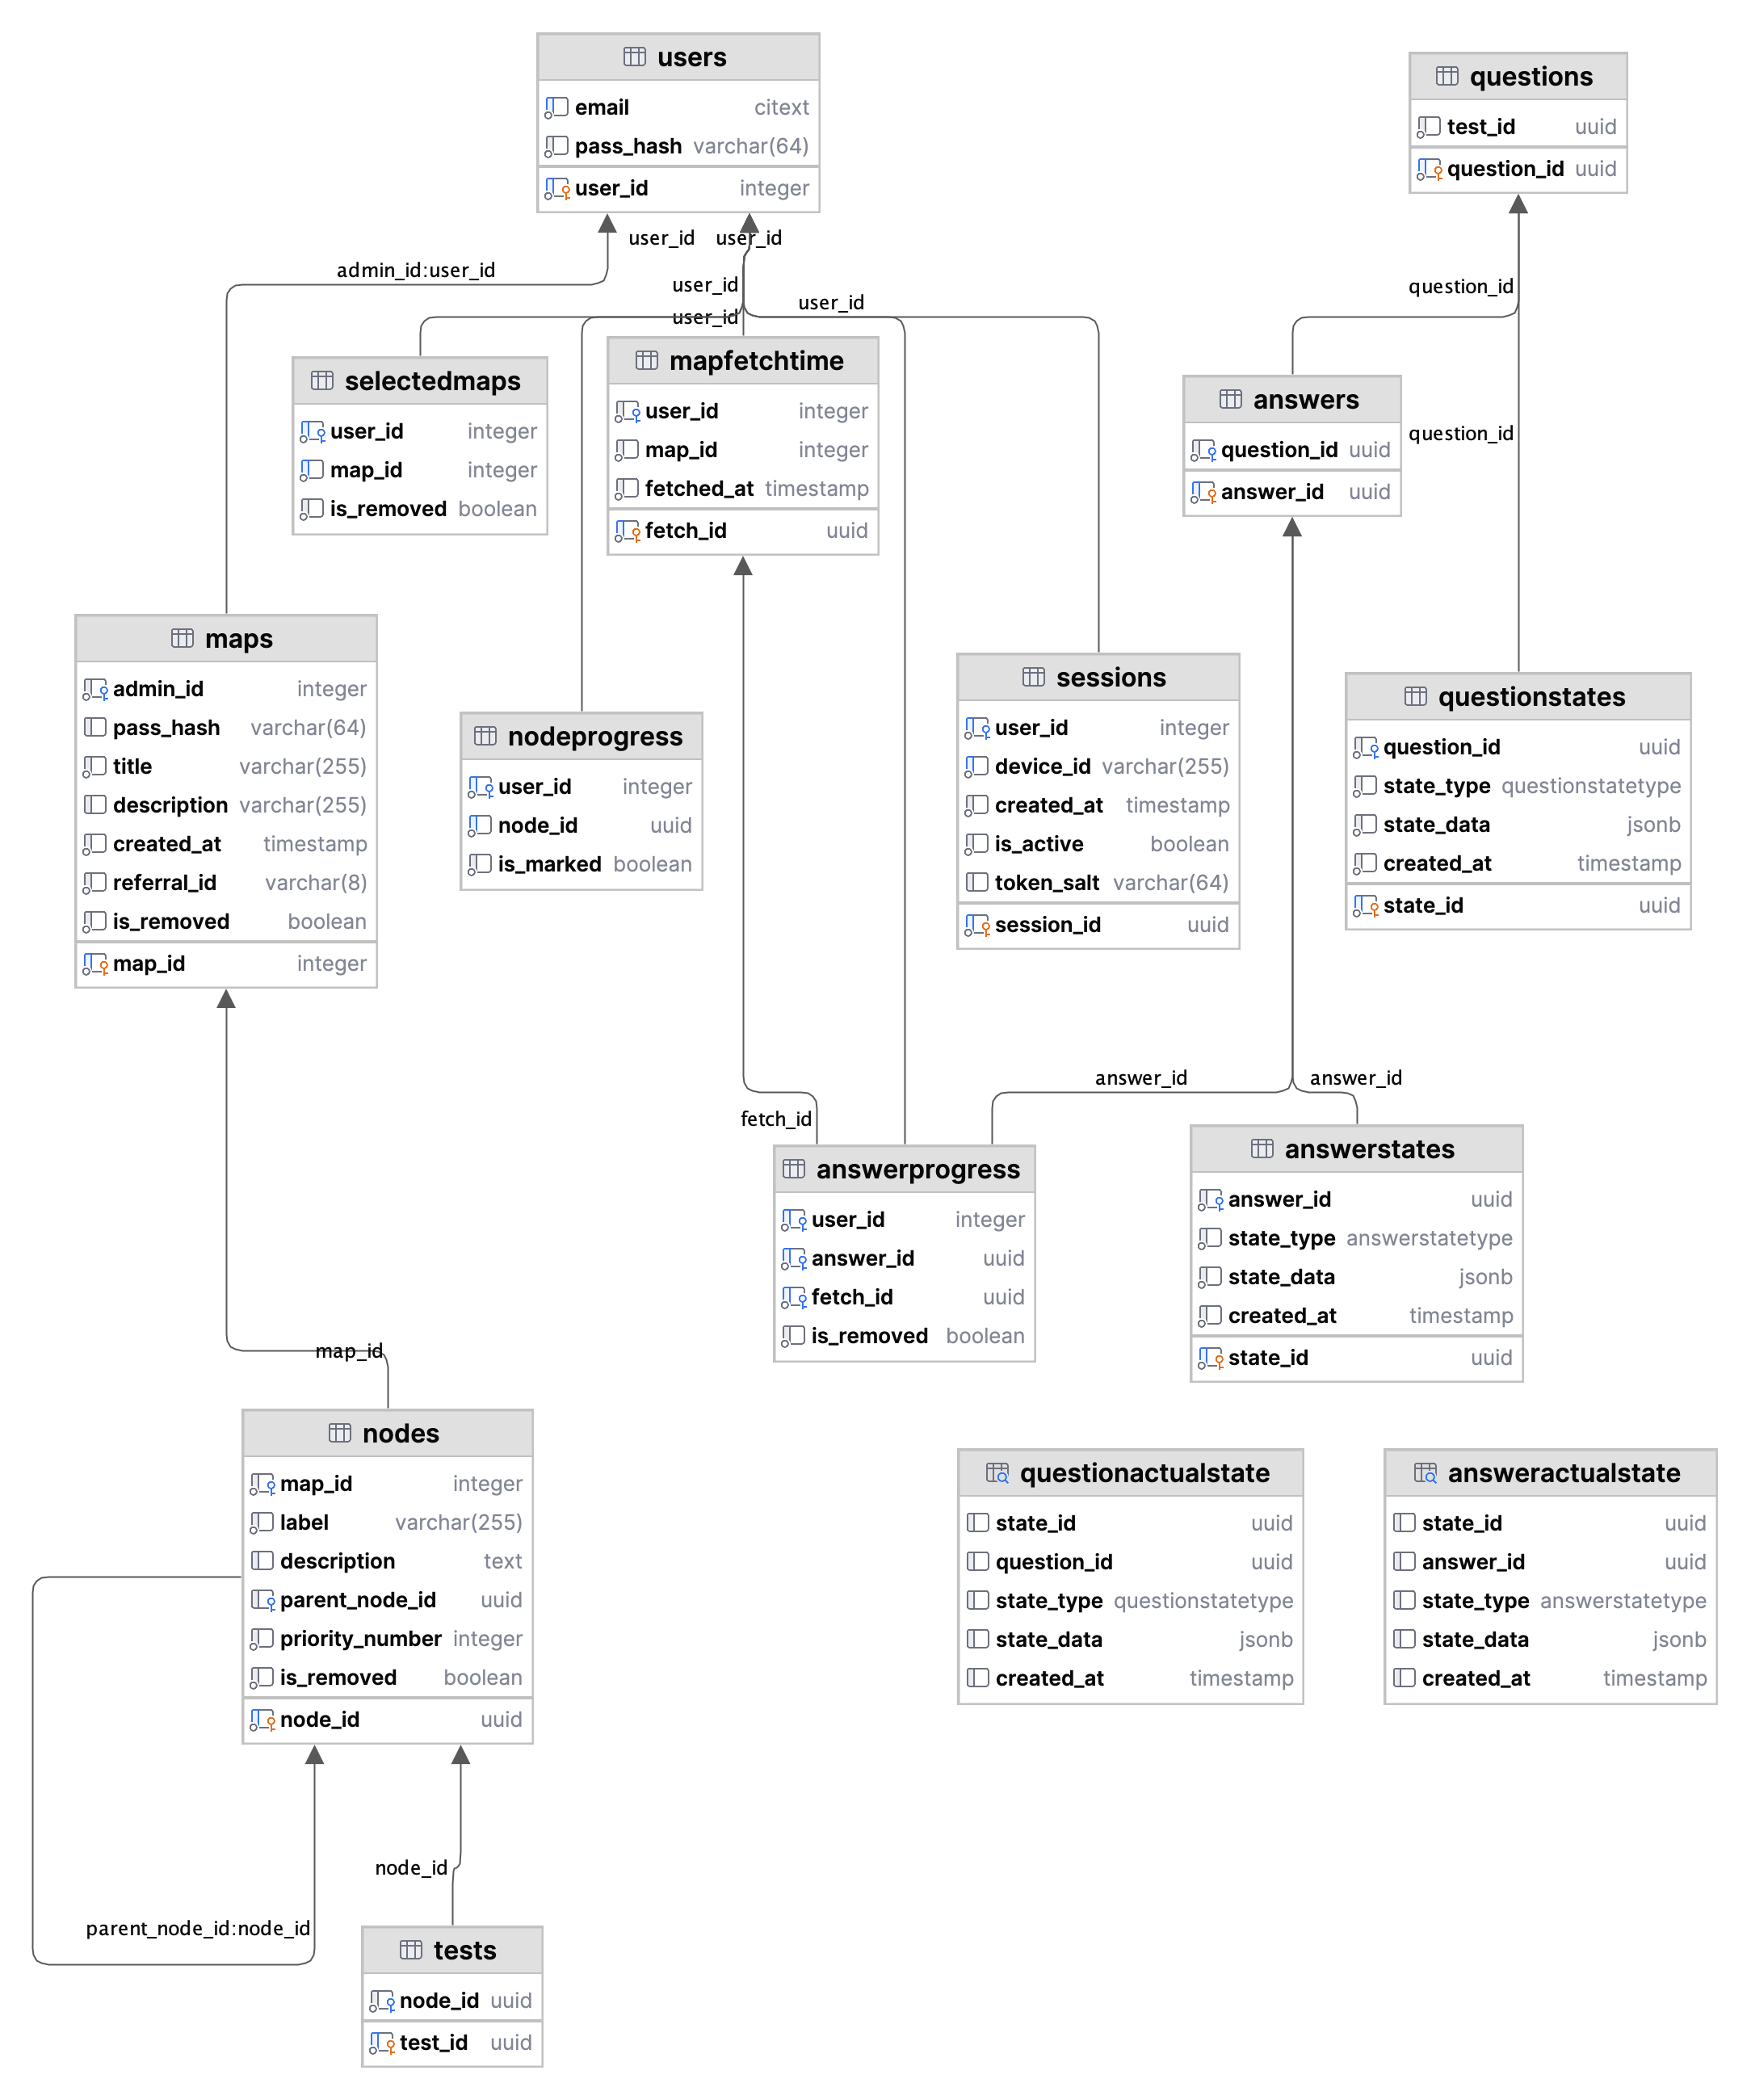 users
email citext
pass_hash varchar(64)
user_id integer
questions
test_id uuid
question_id uuid
user_id user_id
admin_id:user_id
user_id
user_id
user_id
question_id
question_id
selectedmaps
user_id integer
map_id integer
is_removed boolean
mapfetchtime
user_id integer
map_id integer
fetched_at timestamp
fetch_id uuid
answers
question_id uuid
answer_id uuid
maps
admin_id integer
pass_hash varchar(64)
title varchar(255)
description varchar(255)
created_at timestamp
referral_id varchar(8)
is_removed boolean
map_id integer
nodeprogress
user_id integer
node_id uuid
is_marked boolean
sessions
user_id integer
device_id varchar(255)
created_at timestamp
is_active boolean
token_salt varchar(64)
session_id uuid
questionstates
question_id uuid
state_type questionstatetype
state_data jsonb
created_at timestamp
state_id uuid
answer_id answer_id
fetch_id
answerprogress
user_id integer
answer_id uuid
fetch_id uuid
is_removed boolean
answerstates
answer_id uuid
state_type answerstatetype
state_data jsonb
created_at timestamp
state_id uuid
map_id
nodes
map_id integer
label varchar(255)
description text
parent_node_id uuid
priority_number integer
is_removed boolean
node_id uuid
questionactualstate
state_id uuid
question_id uuid
state_type questionstatetype
state_data jsonb
created_at timestamp
answeractualstate
state_id uuid
answer_id uuid
state_type answerstatetype
state_data jsonb
created_at timestamp
node_id
parent_node_id:node_id
tests
node_id uuid
test_id uuid